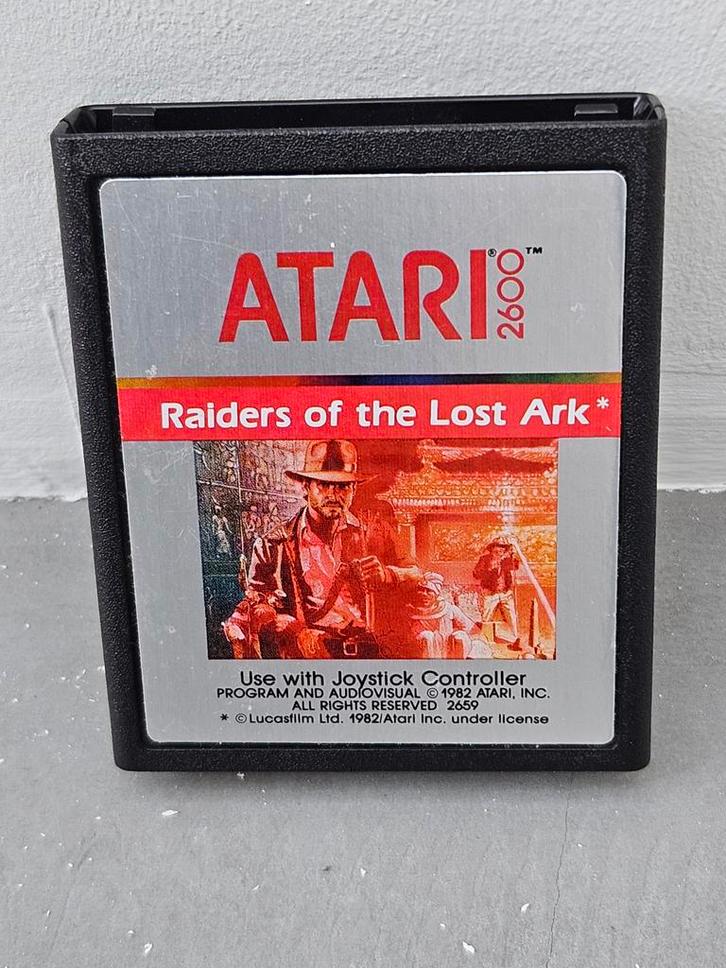 ATARI® 2600™
Raiders of the Lost Ark*
Use with Joystick Controller
PROGRAM AND AUDIOVISUAL ©1982 ATARI, INC.
ALL RIGHTS RESERVED 2659
* ©Lucasfilm Ltd. 1982/Atari Inc. under license